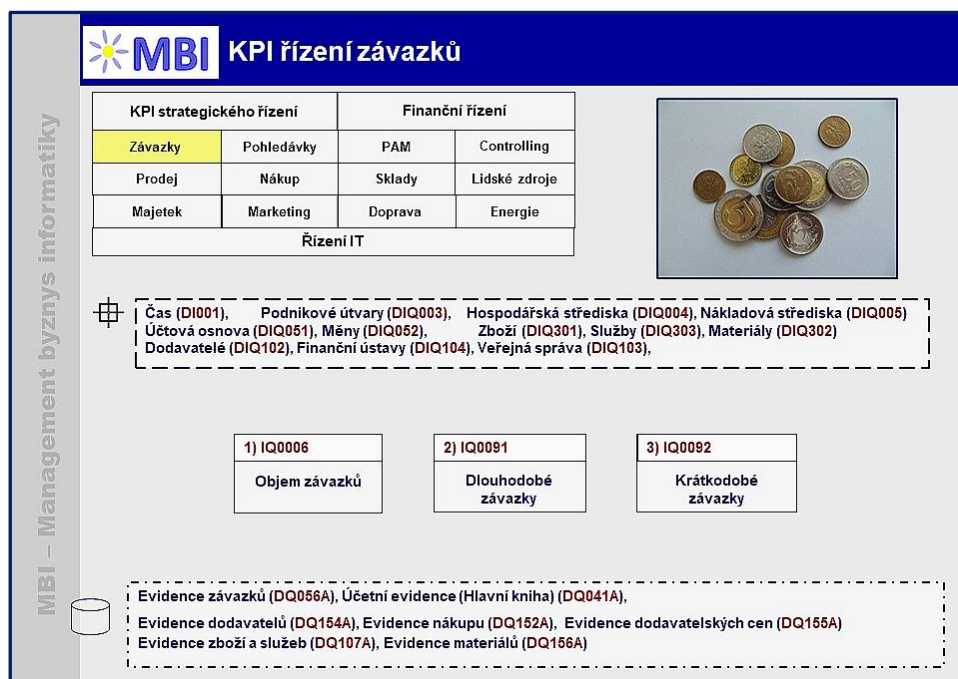 MBI
KPI řízení závazků
KPI strategického řízení Finanční řízení
Závazky Pohledávky PAM Controlling
Prodej Nákup Sklady Lidské zdroje
Majetek Marketing Doprava Energie
Řízení IT
MBI – Management byznys informatiky
Čas (DI001), Podnikové útvary (DIQ003), Hospodářská střediska (DIQ004), Nákladová střediska (DIQ005)
Účtová osnova (DIQ051), Měny (DIQ052), Zboží (DIQ301), Služby (DIQ303), Materiály (DIQ302)
Dodavatelé (DIQ102), Finanční ústavy (DIQ104), Veřejná správa (DIQ103),
1) IQ0006
Objem závazků
2) IQ0091
Dlouhodobé
závazky
3) IQ0092
Krátkodobé
závazky
Evidence závazků (DQ056A), Účetní evidence (Hlavní kniha) (DQ041A),
Evidence dodavatelů (DQ154A), Evidence nákupu (DQ152A), Evidence dodavatelských cen (DQ155A)
Evidence zboží a služeb (DQ107A), Evidence materiálů (DQ156A)